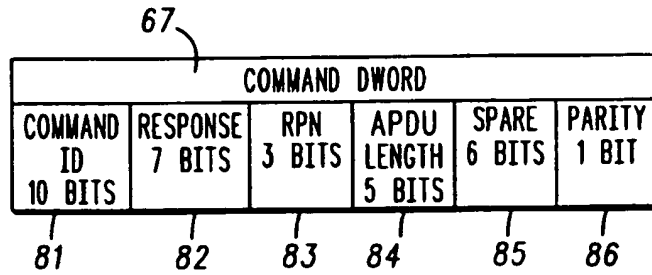 67
COMMAND DWORD
COMMAND ID 10 BITS
RESPONSE 7 BITS
RPN 3 BITS
APDU LENGTH 5 BITS
SPARE 6 BITS
PARITY 1 BIT
81 82 83 84 85 86